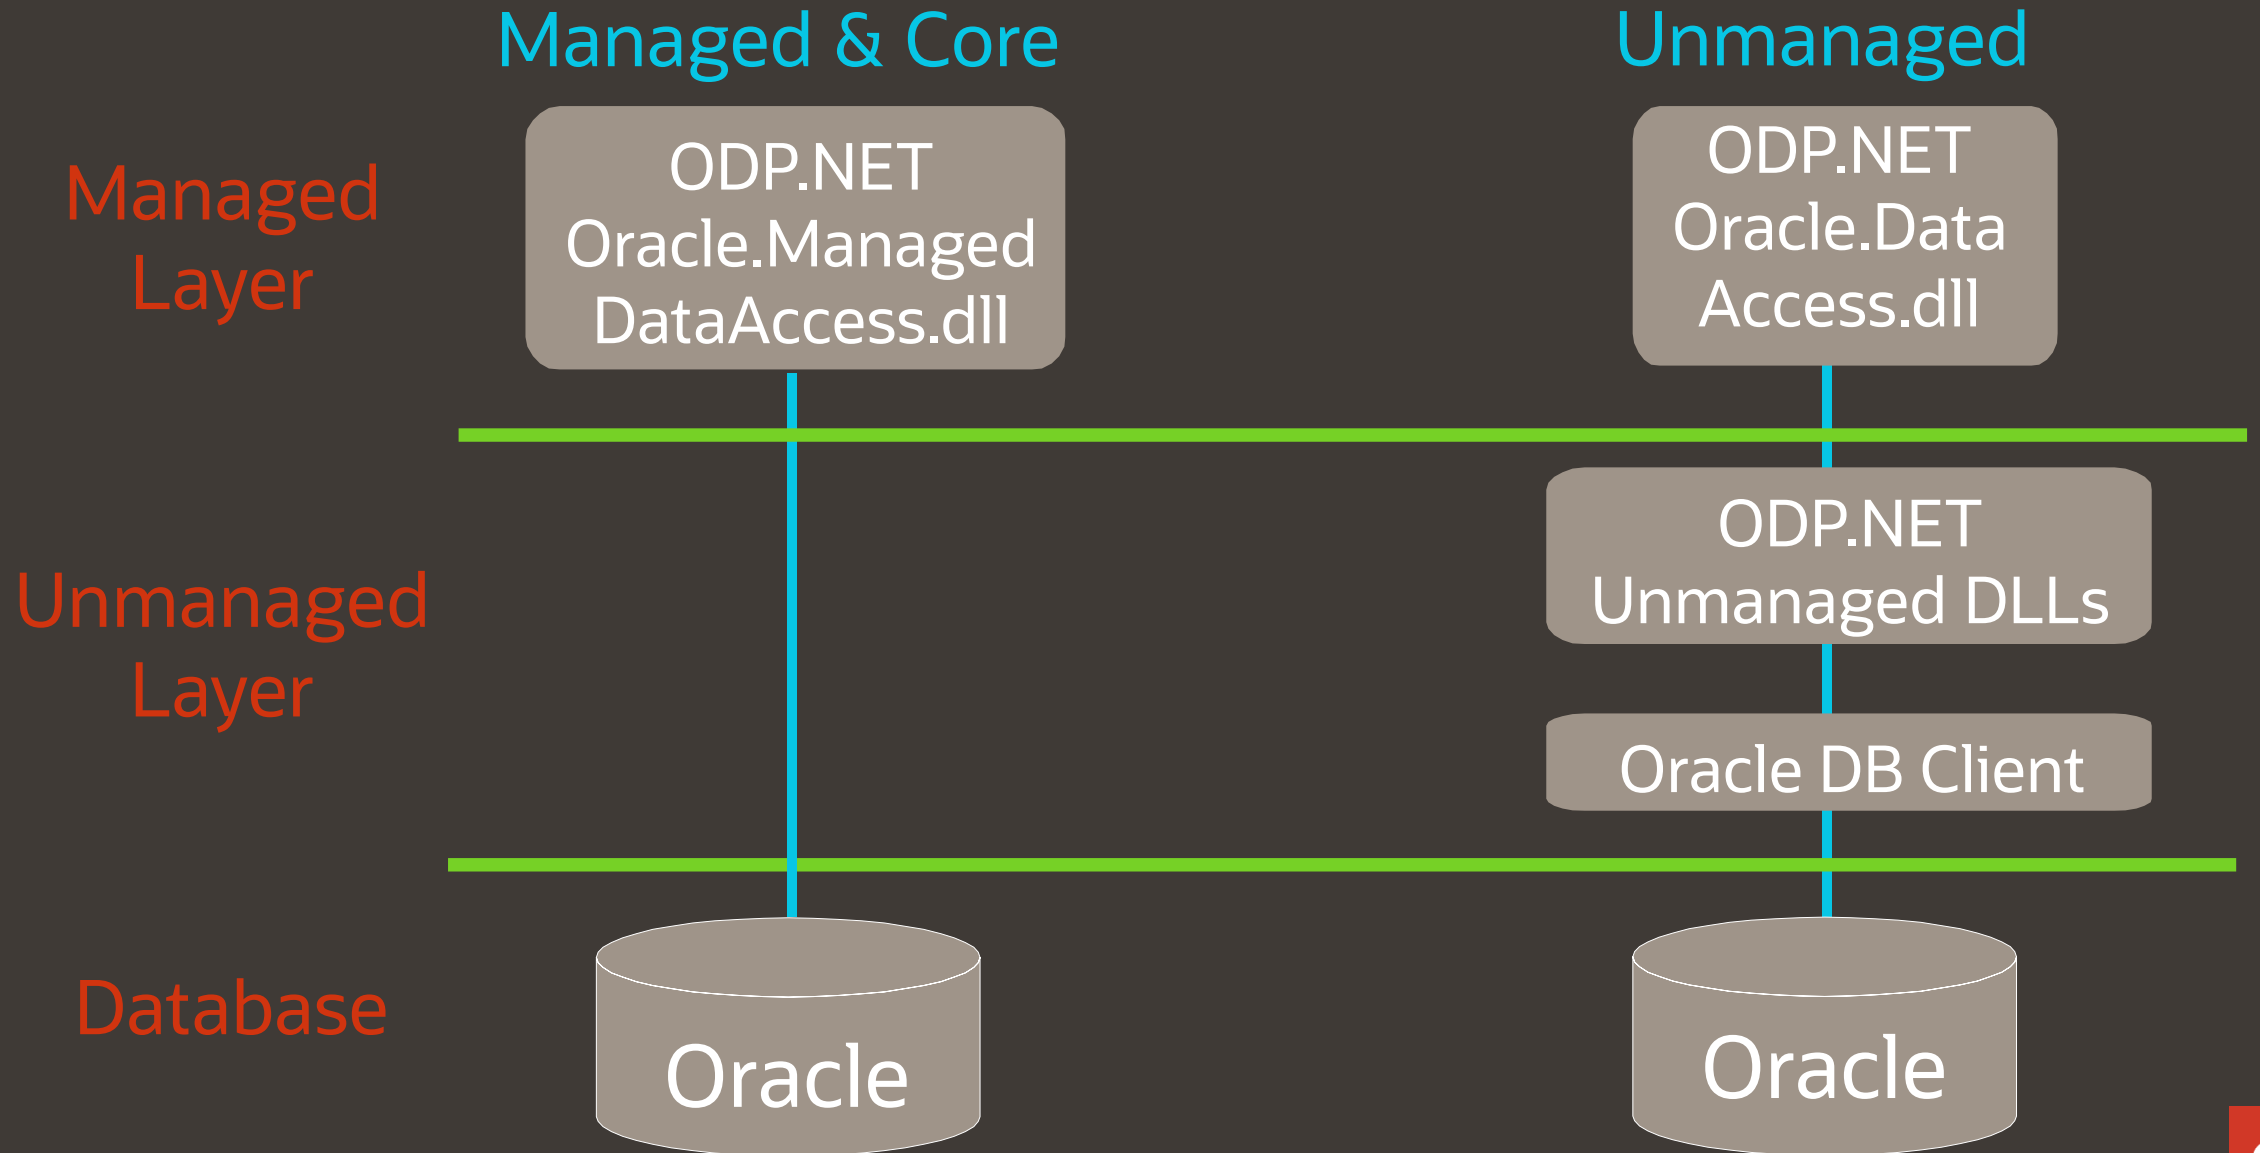 Managed & Core
Unmanaged
Managed
Layer
ODP.NET
Oracle.Managed
DataAccess.dll
ODP.NET
Oracle.Data
Access.dll
Unmanaged
Layer
ODP.NET
Unmanaged DLLs
Oracle DB Client
Database
Oracle
Oracle